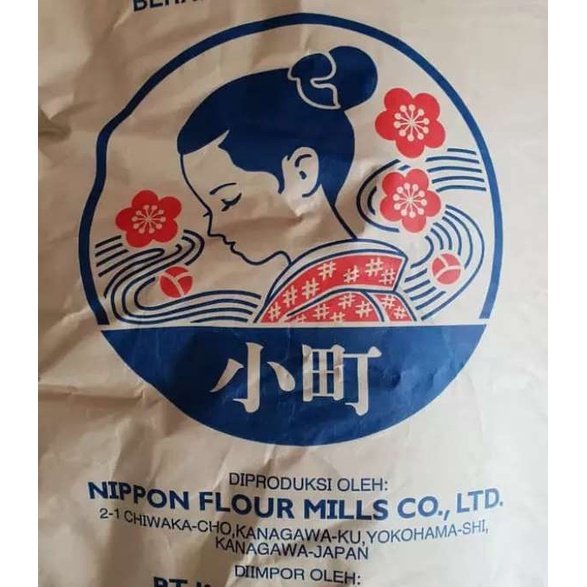 小町
DIPRODUKSI OLEH:
NIPPON FLOUR MILLS CO., LTD.
2-1 CHIWAKA-CHO,KANAGAWA-KU,YOKOHAMA-SHI,
KANAGAWA-JAPAN
DIIMPOR OLEH:
PT